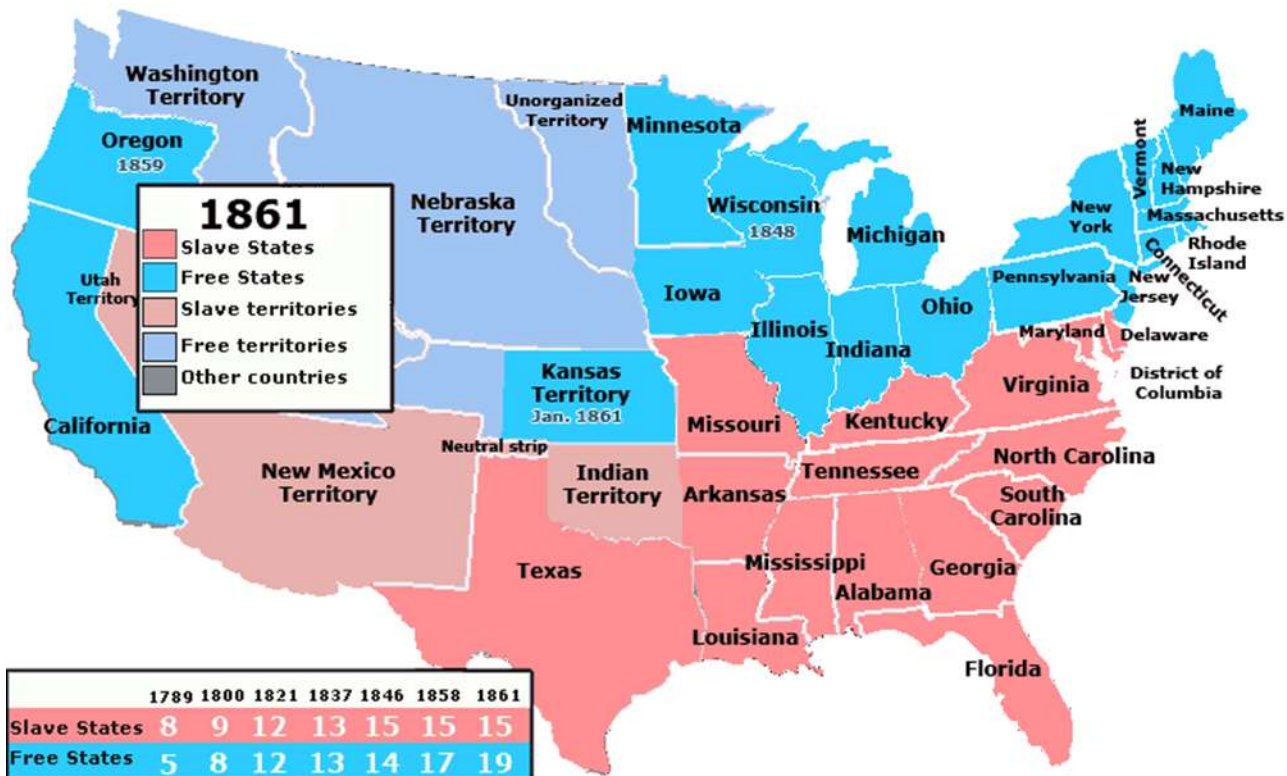 Washington
Territory
Oregon
1859
Unorganized
Territory
Minnesota
Nebraska
Territory
Wisconsin
1848
Michigan
Iowa
Illinois
Indiana
Ohio
Maine
Vermont
New
Hampshire
New
York
Massachusetts
Rhode
Island
Connecticut
Pennsylvania
New
Jersey
Maryland
Delaware
District of
Columbia
1861
Slave States
Free States
Slave territories
Free territories
Other countries
Utah
Territory
California
Kansas
Territory
Jan. 1861
Missouri
Kentucky
Virginia
New Mexico
Territory
Neutral strip
Indian
Territory
Arkansas
Tennessee
North Carolina
South
Carolina
Texas
Mississippi
Alabama
Georgia
Louisiana
Florida
1789 1800 1821 1837 1846 1858 1861
Slave States 8 9 12 13 15 15 15
Free States 5 8 12 13 14 17 19